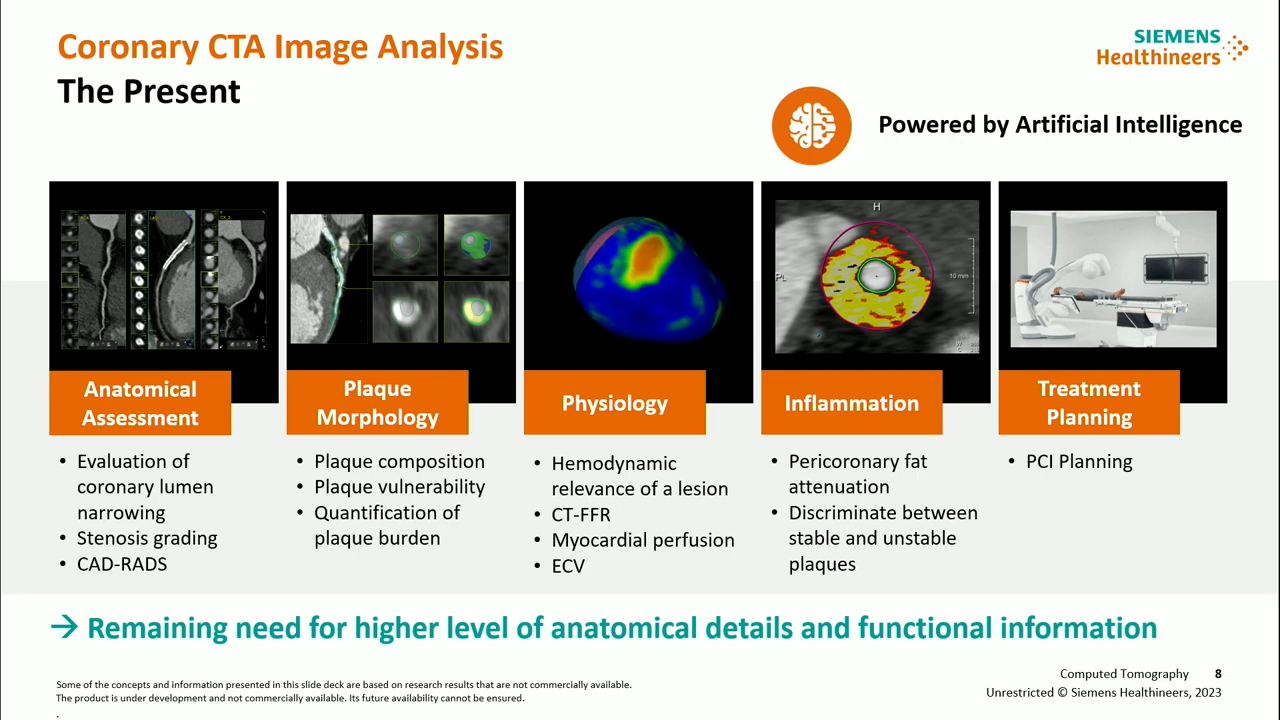 Coronary CTA Image Analysis
The Present
SIEMENS
Healthineers
Powered by Artificial Intelligence
H
PL
10 mm
Anatomical
Assessment
Plaque
Morphology
Physiology
Inflammation
Treatment
Planning
• Evaluation of
coronary lumen
narrowing
• Stenosis grading
• CAD-RADS
• Plaque composition
• Plaque vulnerability
• Quantification of
plaque burden
• Hemodynamic
relevance of a lesion
• CT-FFR
• Myocardial perfusion
• ECV
• Pericoronary fat
attenuation
• Discriminate between
stable and unstable
plaques
• PCI Planning
→ Remaining need for higher level of anatomical details and functional information
Some of the concepts and information presented in this slide deck are based on research results that are not commercially available.
The product is under development and not commercially available. Its future availability cannot be ensured.
.
Computed Tomography 8
Unrestricted © Siemens Healthineers, 2023